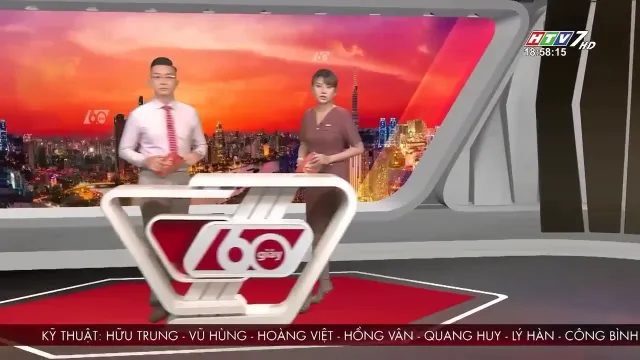 HTV7 HD
18:58:15
60
60 giây
KỸ THUẬT: HỮU TRUNG - VŨ HÙNG - HOÀNG VIỆT - HỒNG VÂN - QUANG HUY - LÝ HÀN - CÔNG BÌNH